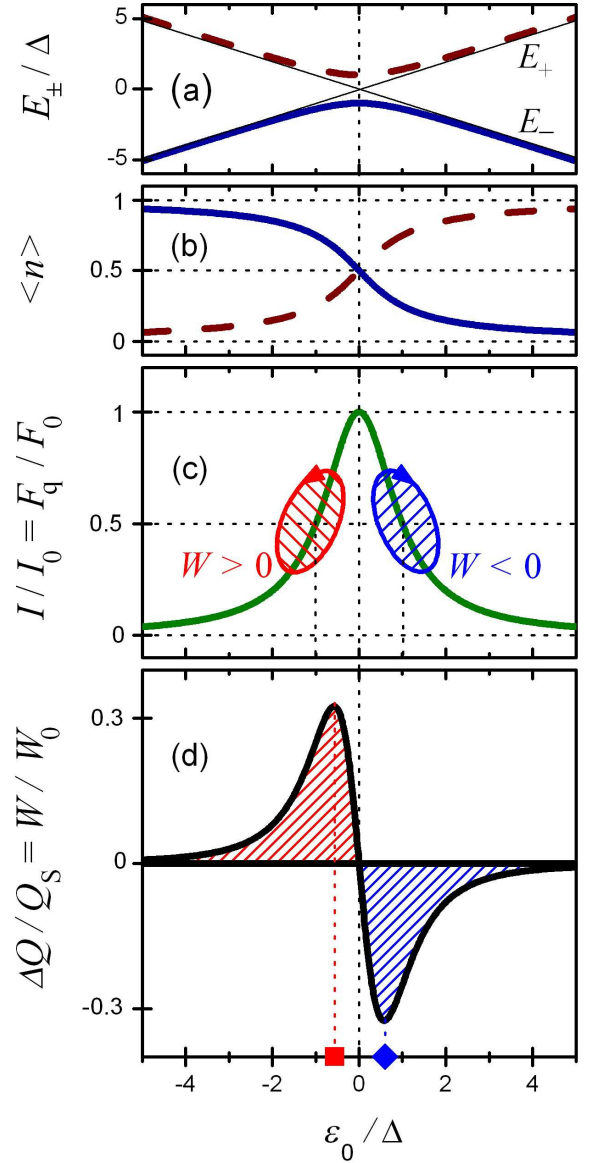 E± / Δ
5
0
-5
(a)
E+
E−
<n>
1
0.5
0
(b)
I / I0 = Fq / F0
1
0.5
0
(c)
W > 0
W < 0
ΔQ / QS = W / W0
0.3
0
-0.3
(d)
-4 -2 0 2 4
ε0 / Δ